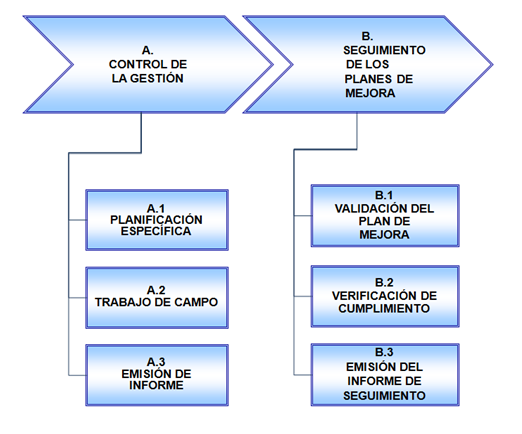 A.
CONTROL DE
LA GESTIÓN
B.
SEGUIMIENTO
DE LOS
PLANES DE
MEJORA
A.1
PLANIFICACIÓN
ESPECÍFICA
A.2
TRABAJO DE CAMPO
A.3
EMISIÓN DE
INFORME
B.1
VALIDACIÓN DEL
PLAN DE
MEJORA
B.2
VERIFICACIÓN DE
CUMPLIMIENTO
B.3
EMISIÓN DEL
INFORME DE
SEGUIMIENTO